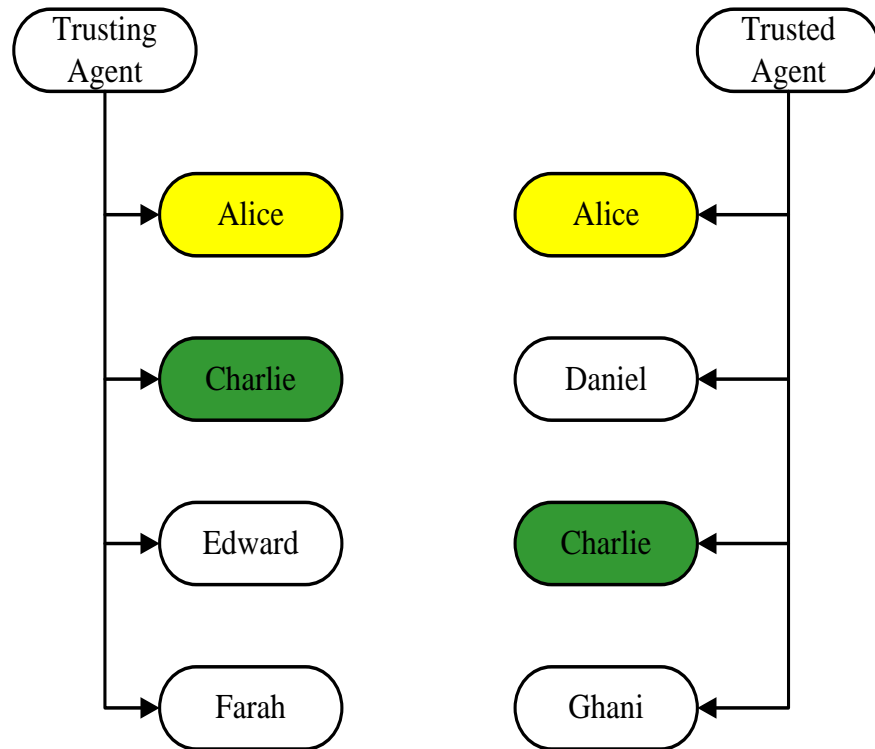 Trusting
Agent
Trusted
Agent
Alice
Alice
Charlie
Daniel
Edward
Charlie
Farah
Ghani